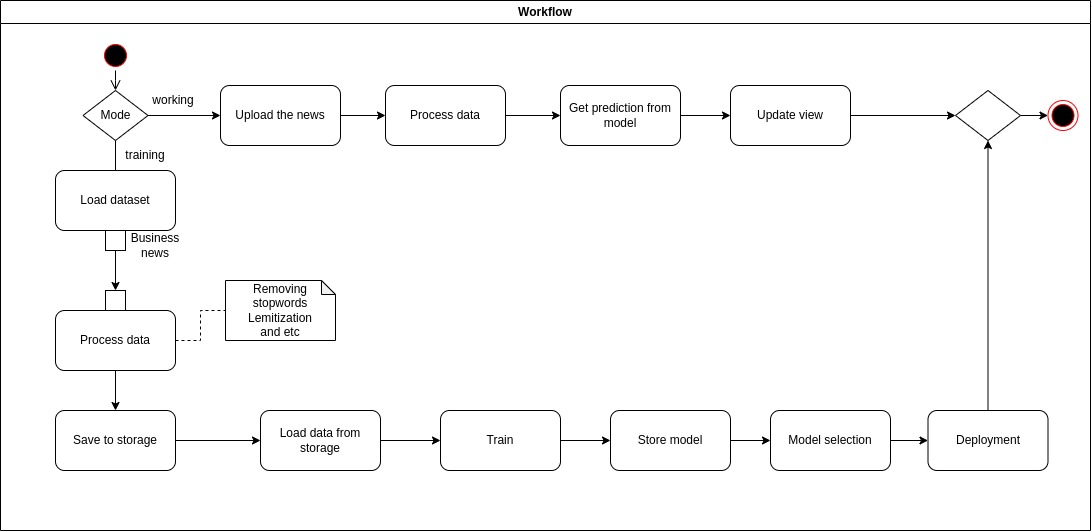 Workflow
Mode
working
Upload the news
Process data
Get prediction from
model
Update view
training
Load dataset
Business
news
Removing
stopwords
Lemitization
and etc
Process data
Save to storage
Load data from
storage
Train
Store model
Model selection
Deployment